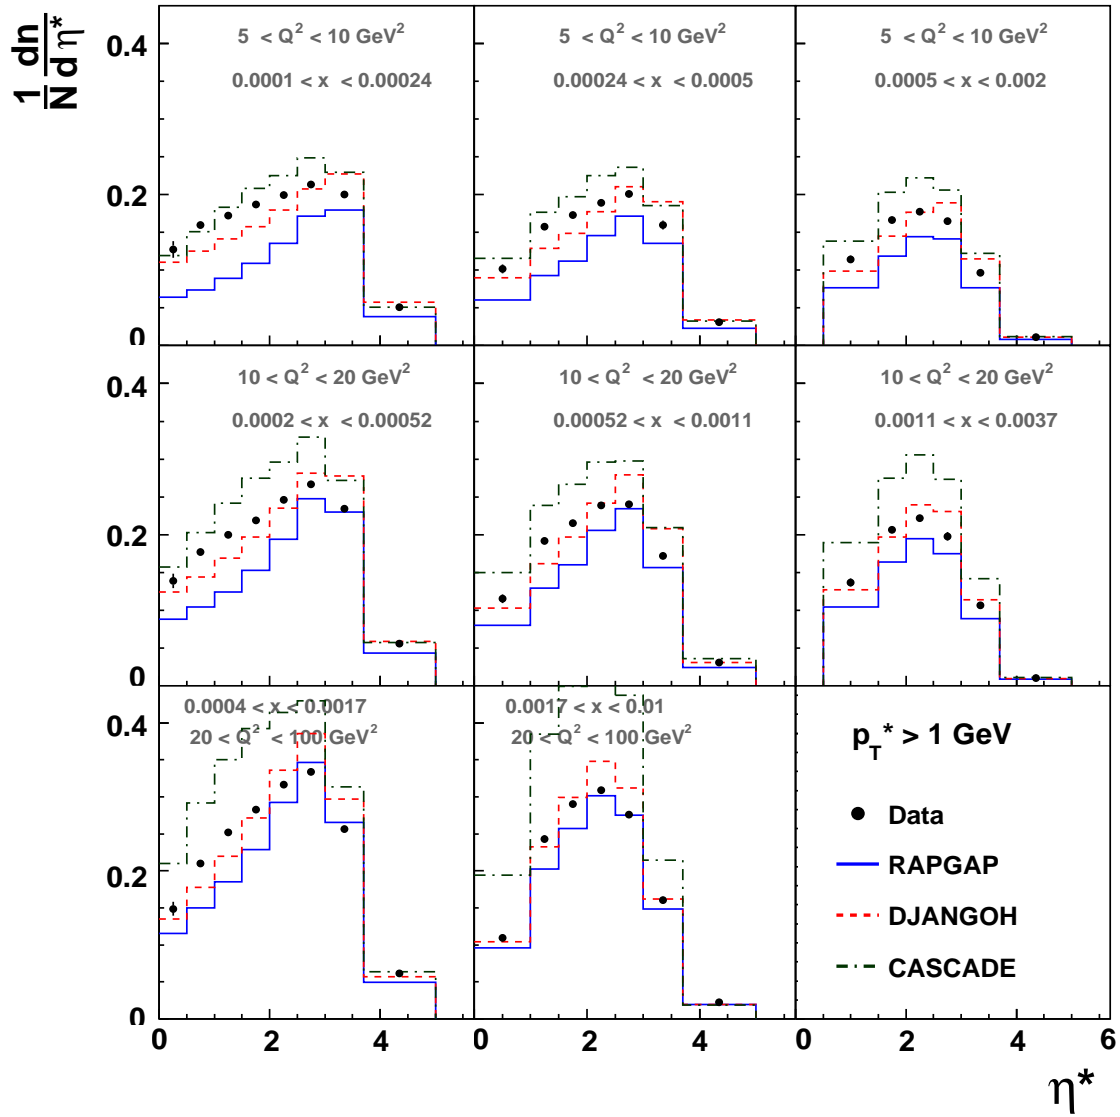 1/N dn/dη*
0.4
0.2
0
5 < Q² < 10 GeV²
0.0001 < x < 0.00024
5 < Q² < 10 GeV²
0.00024 < x < 0.0005
5 < Q² < 10 GeV²
0.0005 < x < 0.002
0.4
0.2
0
10 < Q² < 20 GeV²
0.0002 < x < 0.00052
10 < Q² < 20 GeV²
0.00052 < x < 0.0011
10 < Q² < 20 GeV²
0.0011 < x < 0.0037
0.4
0.2
0
0.0004 < x < 0.0017
20 < Q² < 100 GeV²
0.0017 < x < 0.01
20 < Q² < 100 GeV²
p_T* > 1 GeV
Data
RAPGAP
DJANGOH
CASCADE
0 2 4 0 2 4 0 2 4 6
η*